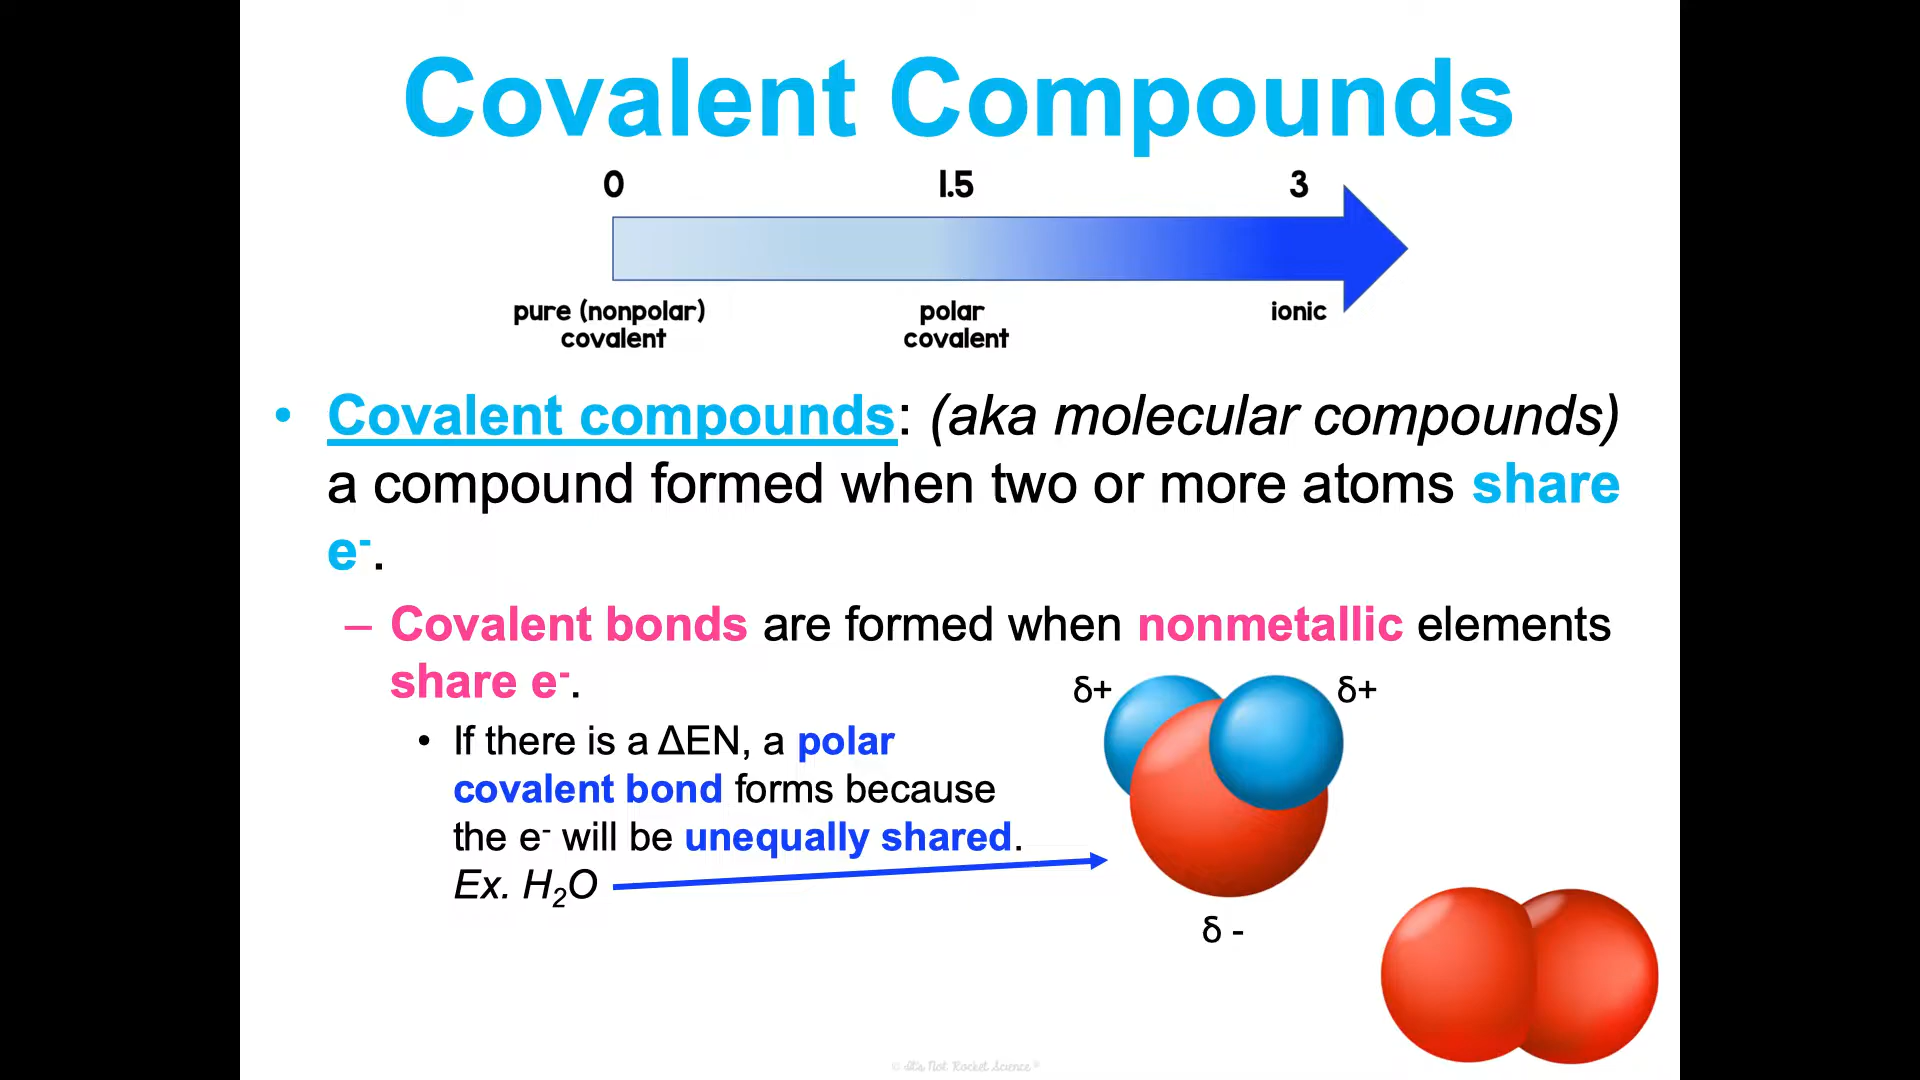 Covalent Compounds
0 1.5 3
pure (nonpolar) polar ionic
covalent covalent
• Covalent compounds: (aka molecular compounds)
a compound formed when two or more atoms share
e⁻.
– Covalent bonds are formed when nonmetallic elements
share e⁻.
δ+ δ+
• If there is a ΔEN, a polar
covalent bond forms because
the e⁻ will be unequally shared.
Ex. H₂O
δ -
© It's Not Rocket Science®